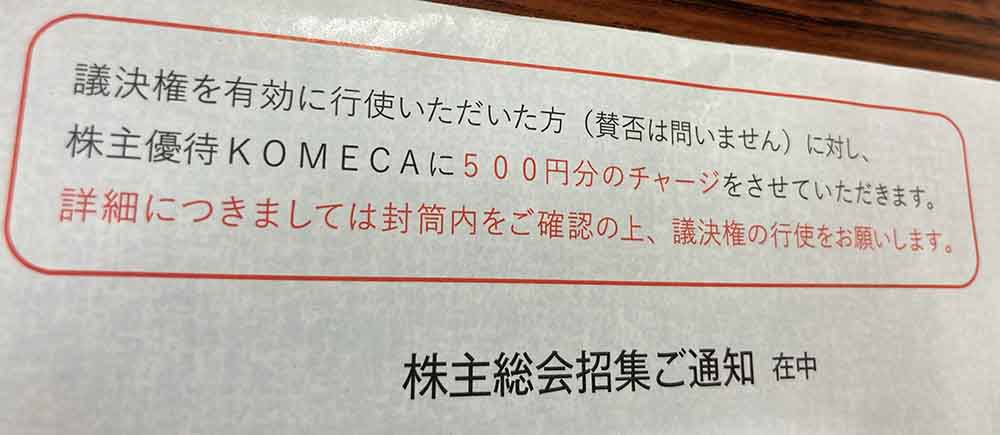 議決権を有効に行使いただいた方（賛否は問いません）に対し、
株主優待ＫＯＭＥＣＡに５００円分のチャージをさせていただきます。
詳細につきましては封筒内をご確認の上、議決権の行使をお願いします。
株主総会招集ご通知 在中